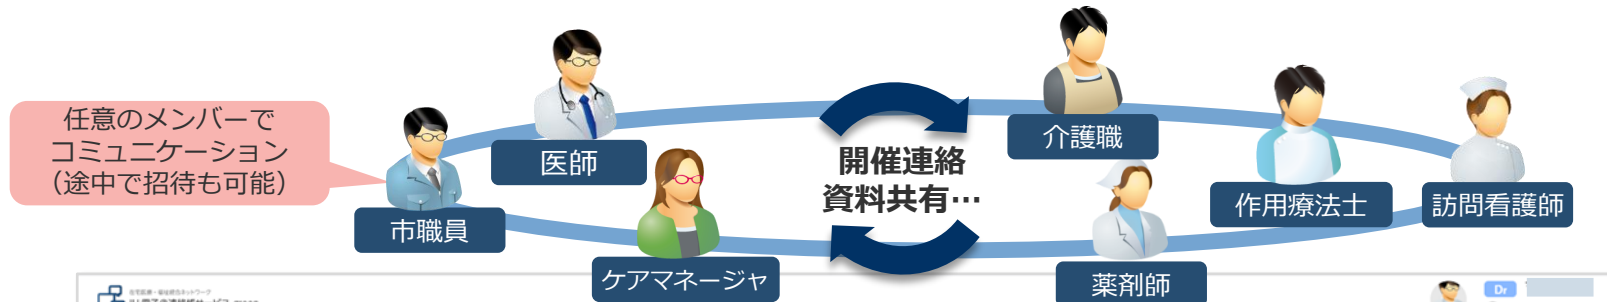 任意のメンバーで
コミュニケーション
（途中で招待も可能）
医師
市職員
ケアマネージャ
開催連絡
資料共有…
介護職
薬剤師
作用療法士
訪問看護師
Dr